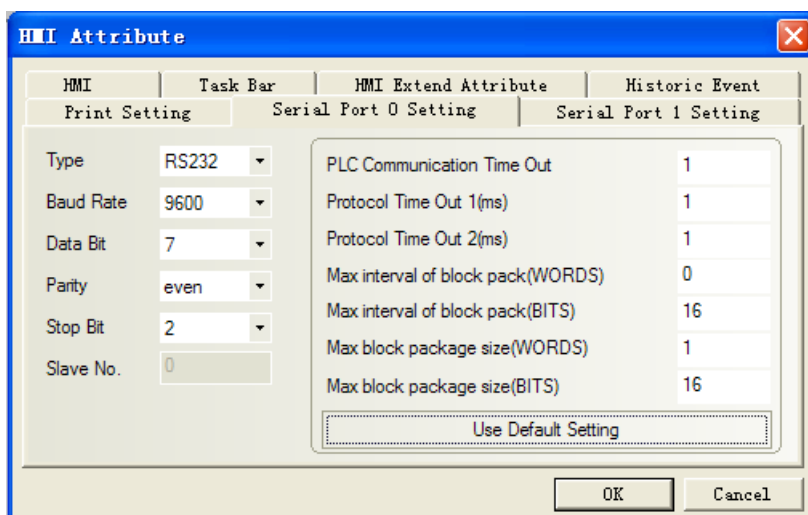 HMI Attribute
HMI Task Bar HMI Extend Attribute Historic Event
Print Setting Serial Port 0 Setting Serial Port 1 Setting
Type RS232
Baud Rate 9600
Data Bit 7
Parity even
Stop Bit 2
Slave No. 0
PLC Communication Time Out 1
Protocol Time Out 1(ms) 1
Protocol Time Out 2(ms) 1
Max interval of block pack(WORDS) 0
Max interval of block pack(BITS) 16
Max block package size(WORDS) 1
Max block package size(BITS) 16
Use Default Setting
OK Cancel